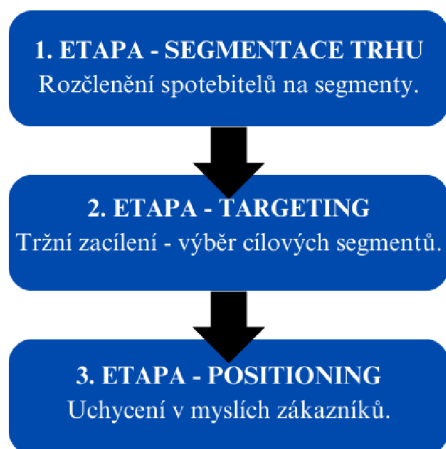 1. ETAPA - SEGMENTACE TRHU
Rozčlenění spotebitelů na segmenty.
2. ETAPA - TARGETING
Tržní zacílení - výběr cílových segmentů.
3. ETAPA - POSITIONING
Uchycení v myslích zákazníků.